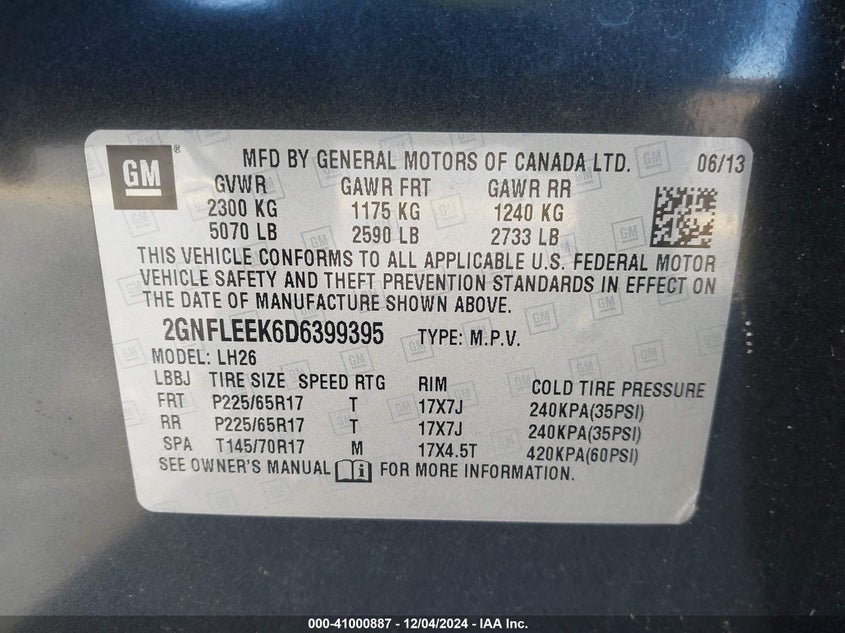 GM ® MFD BY GENERAL MOTORS OF CANADA LTD. 06/13
GVWR GAWR FRT GAWR RR
2300 KG 1175 KG 1240 KG
5070 LB 2590 LB 2733 LB
THIS VEHICLE CONFORMS TO ALL APPLICABLE U.S. FEDERAL MOTOR
VEHICLE SAFETY AND THEFT PREVENTION STANDARDS IN EFFECT ON
THE DATE OF MANUFACTURE SHOWN ABOVE.
2GNFLEEK6D6399395 TYPE: M.P.V.
MODEL: LH26
LBBJ TIRE SIZE SPEED RTG RIM COLD TIRE PRESSURE
FRT P225/65R17 T 17X7J 240KPA(35PSI)
RR P225/65R17 T 17X7J 240KPA(35PSI)
SPA T145/70R17 M 17X4.5T 420KPA(60PSI)
SEE OWNER'S MANUAL FOR MORE INFORMATION.
000-41000887 - 12/04/2024 - IAA Inc.